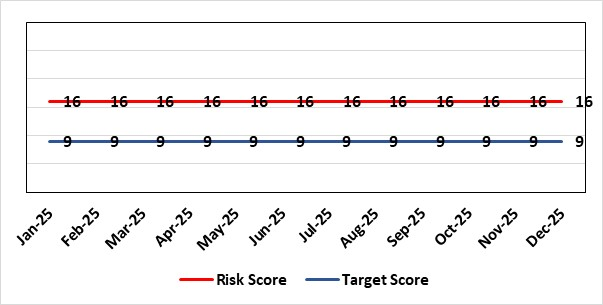 16 16 16 16 16 16 16 16 16 16 16 16
9 9 9 9 9 9 9 9 9 9 9 9
Jan-25 Feb-25 Mar-25 Apr-25 May-25 Jun-25 Jul-25 Aug-25 Sep-25 Oct-25 Nov-25 Dec-25
Risk Score Target Score